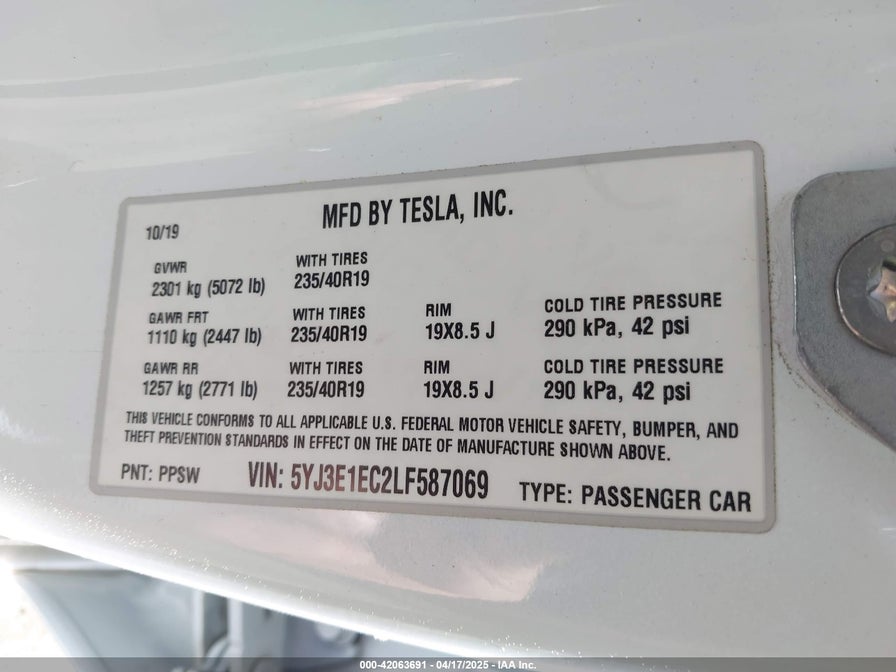 MFD BY TESLA, INC.
10/19
GVWR WITH TIRES
2301 kg (5072 lb) 235/40R19
GAWR FRT WITH TIRES RIM COLD TIRE PRESSURE
1110 kg (2447 lb) 235/40R19 19X8.5 J 290 kPa, 42 psi
GAWR RR WITH TIRES RIM COLD TIRE PRESSURE
1257 kg (2771 lb) 235/40R19 19X8.5 J 290 kPa, 42 psi
THIS VEHICLE CONFORMS TO ALL APPLICABLE U.S. FEDERAL MOTOR VEHICLE SAFETY, BUMPER, AND
THEFT PREVENTION STANDARDS IN EFFECT ON THE DATE OF MANUFACTURE SHOWN ABOVE.
PNT: PPSW VIN: 5YJ3E1EC2LF587069 TYPE: PASSENGER CAR
000-42063691 - 04/17/2025 - IAA Inc.